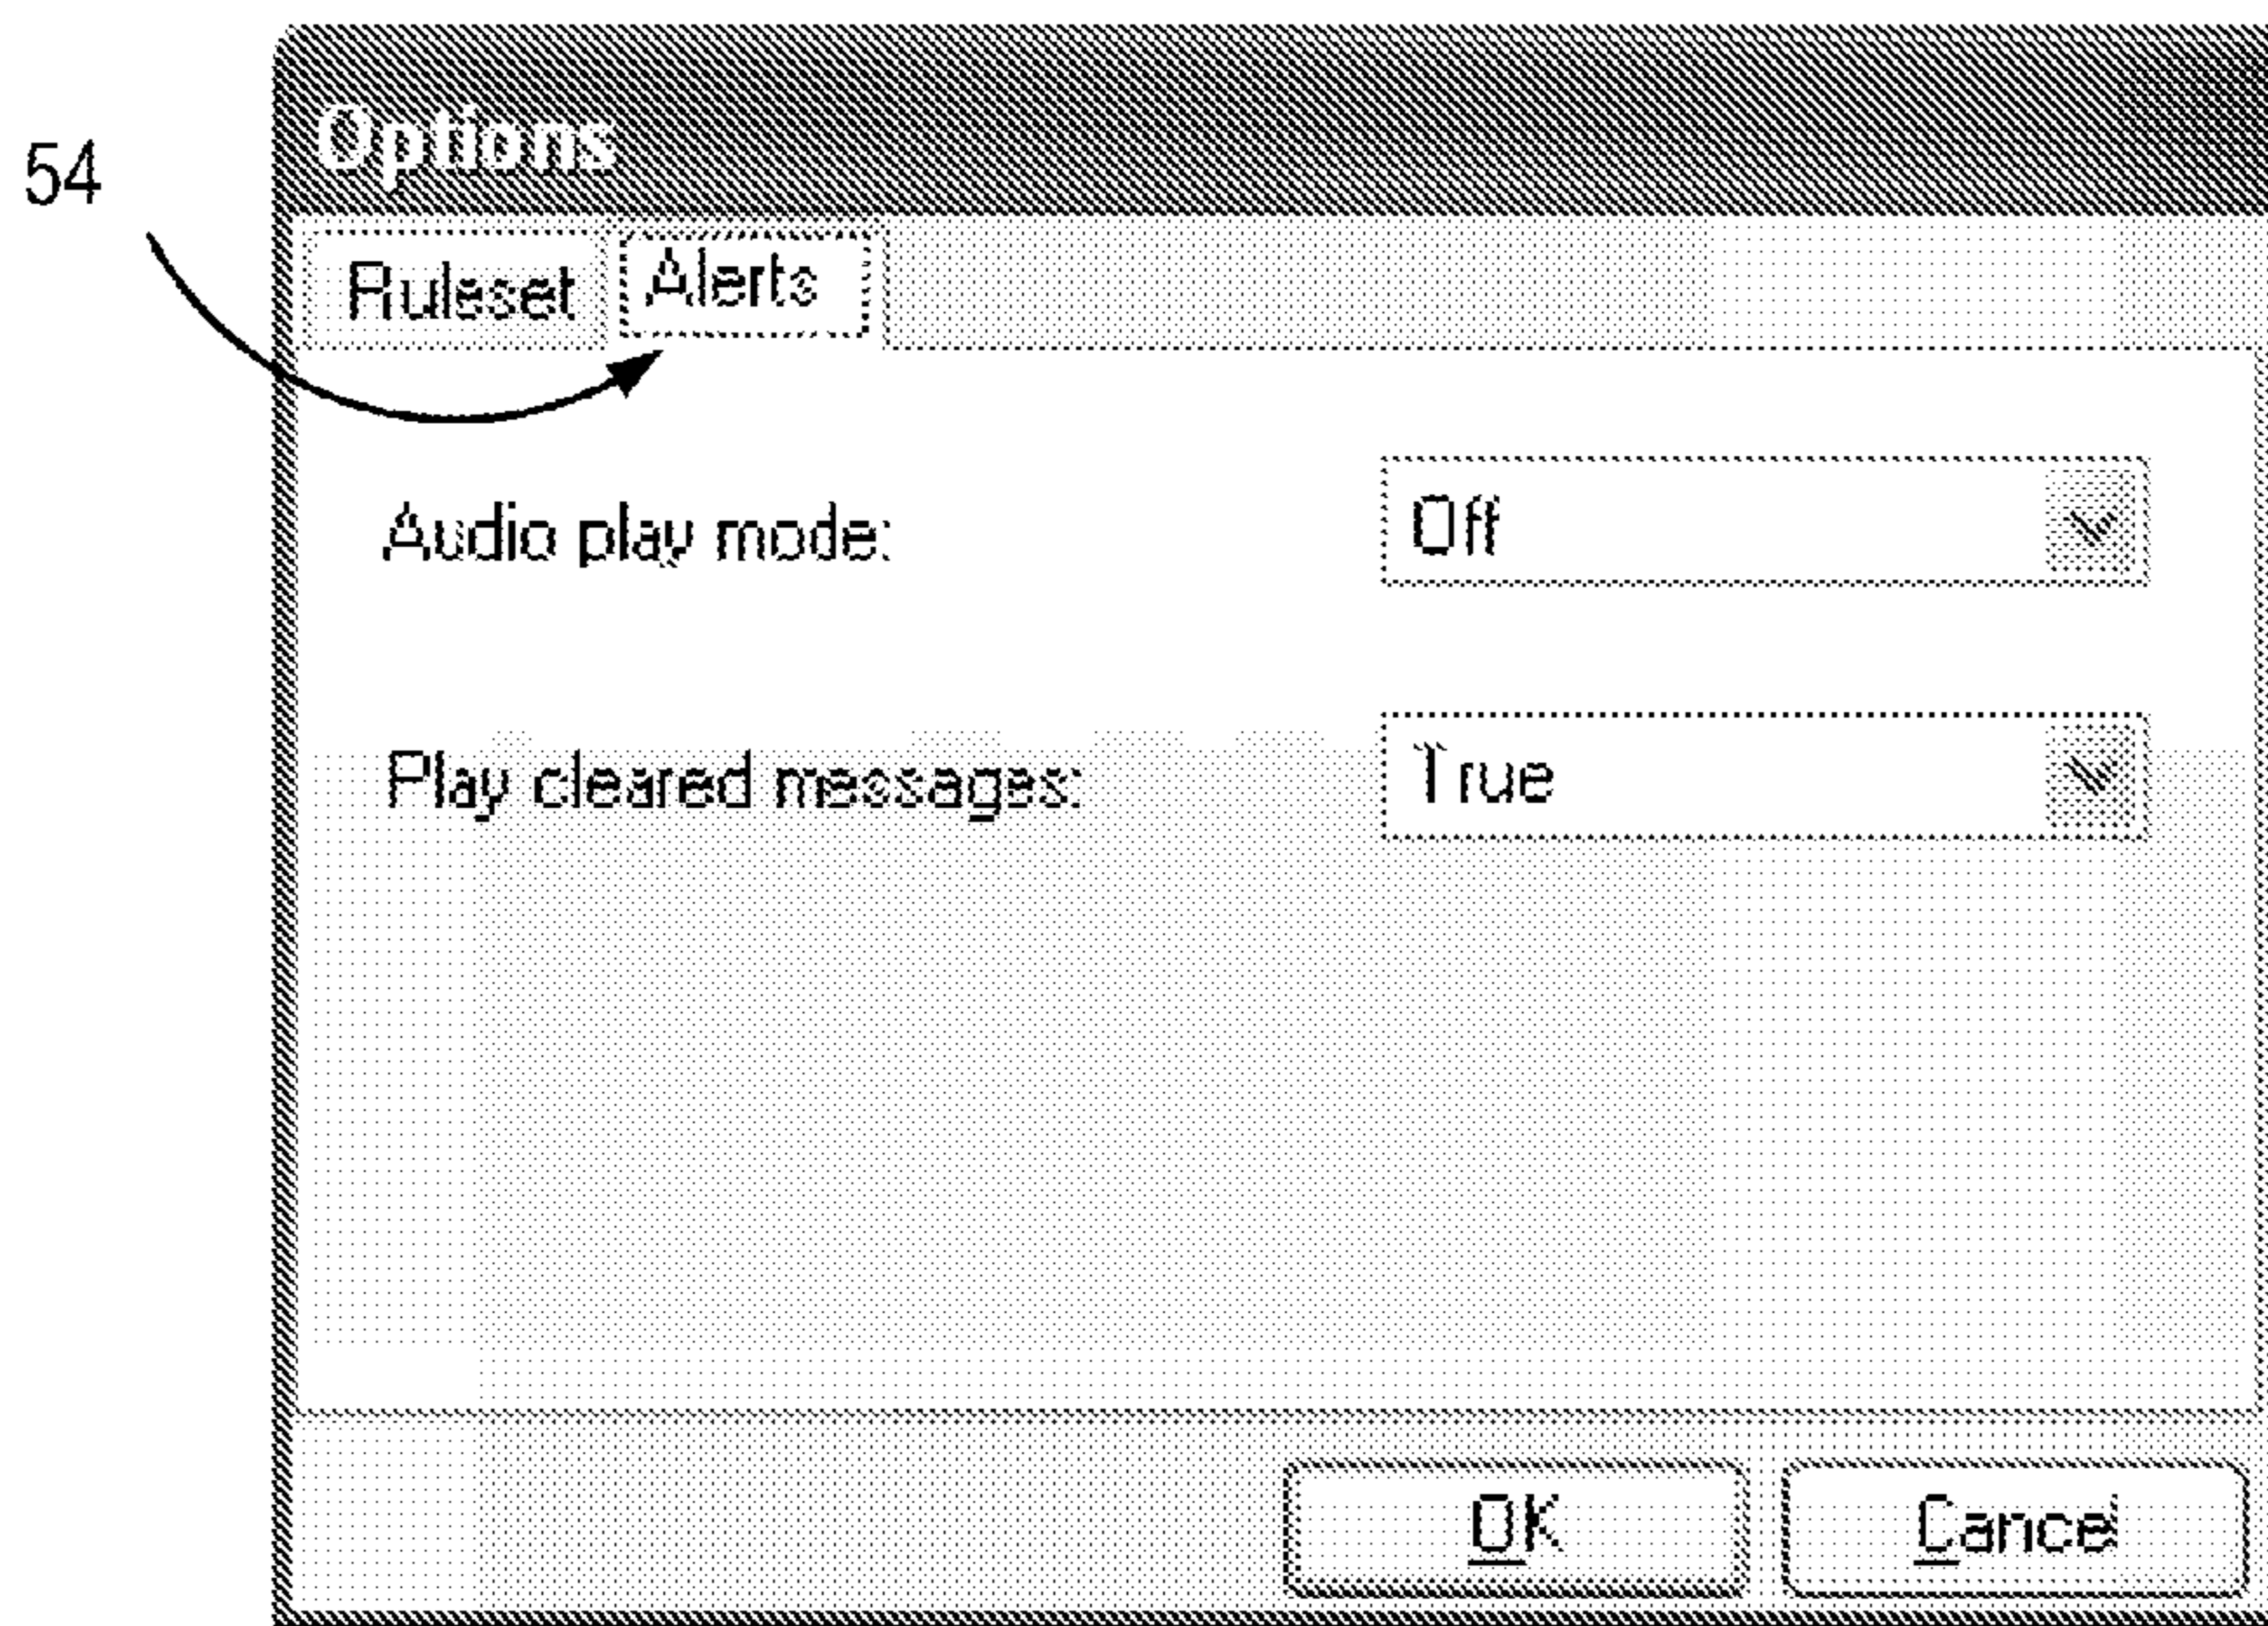 54
Options
Ruleset Alerts
Audio play mode: Off
Play cleared messages: True
OK Cancel